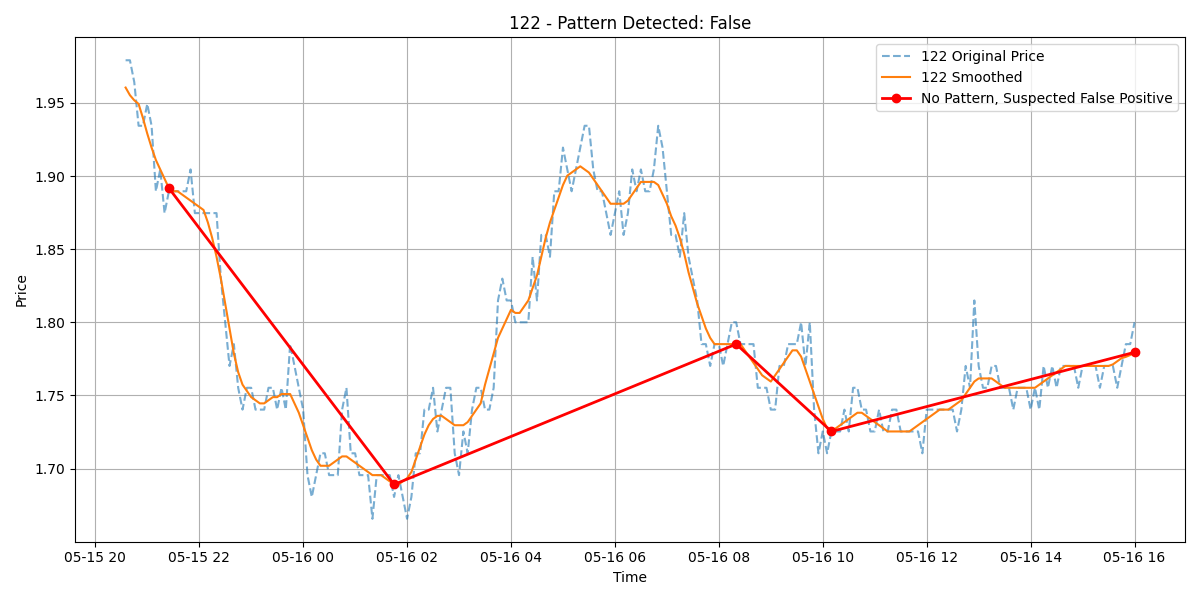 122 - Pattern Detected: False
122 Original Price
122 Smoothed
No Pattern, Suspected False Positive
Price
1.95
1.90
1.85
1.80
1.75
1.70
05-15 20 05-15 22 05-16 00 05-16 02 05-16 04 05-16 06 05-16 08 05-16 10 05-16 12 05-16 14 05-16 16
Time